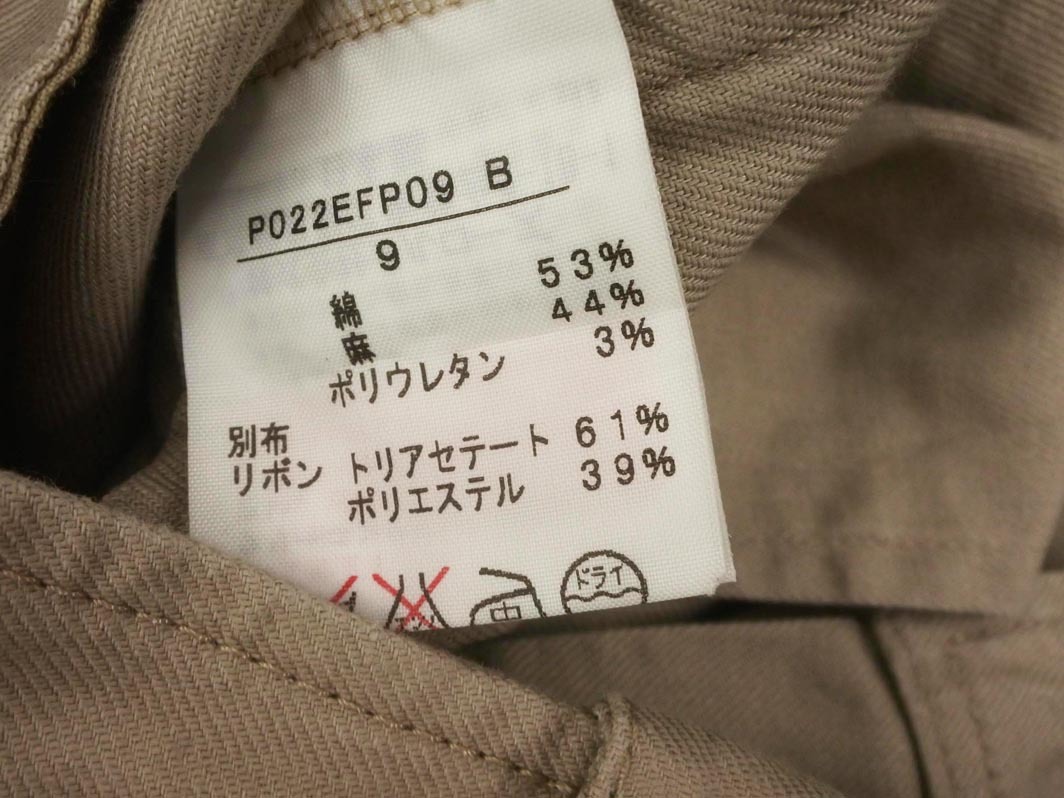 P022EFP09 B
9
綿 53%
麻 44%
ポリウレタン 3%
別布
リボン トリアセテート 61%
ポリエステル 39%
中 ドライ